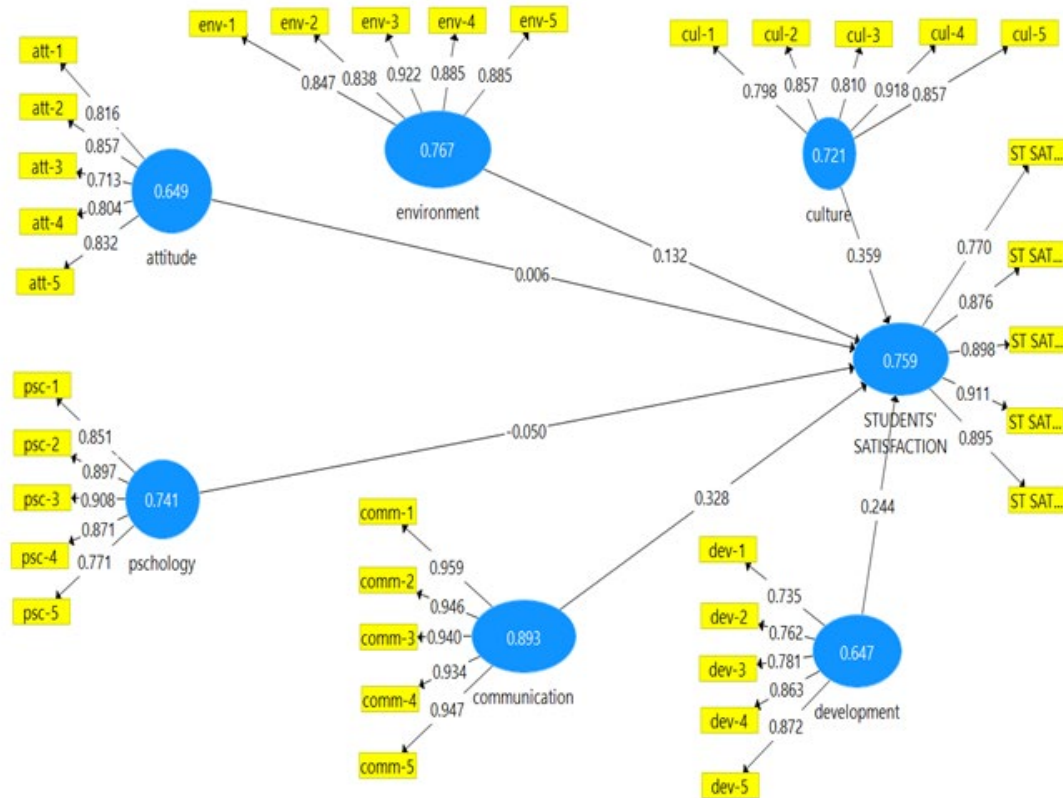 env-1
env-2
env-3
env-4
env-5
0.847
0.838
0.922
0.885
0.885
0.767
environment
cul-1
cul-2
cul-3
cul-4
cul-5
0.798
0.857
0.810
0.918
0.857
0.721
culture
att-1
att-2
att-3
att-4
att-5
0.816
0.857
0.713
0.804
0.832
0.649
attitude
0.006
0.132
0.359
ST SAT...
ST SAT...
ST SAT...
ST SAT...
ST SAT...
0.770
0.876
0.898
0.911
0.895
0.759
STUDENTS'
SATISFACTION
psc-1
psc-2
psc-3
psc-4
psc-5
0.851
0.897
0.908
0.871
0.771
0.741
pschology
-0.050
0.328
0.244
comm-1
comm-2
comm-3
comm-4
comm-5
0.959
0.946
0.940
0.934
0.947
0.893
communication
dev-1
dev-2
dev-3
dev-4
dev-5
0.735
0.762
0.781
0.863
0.872
0.647
development